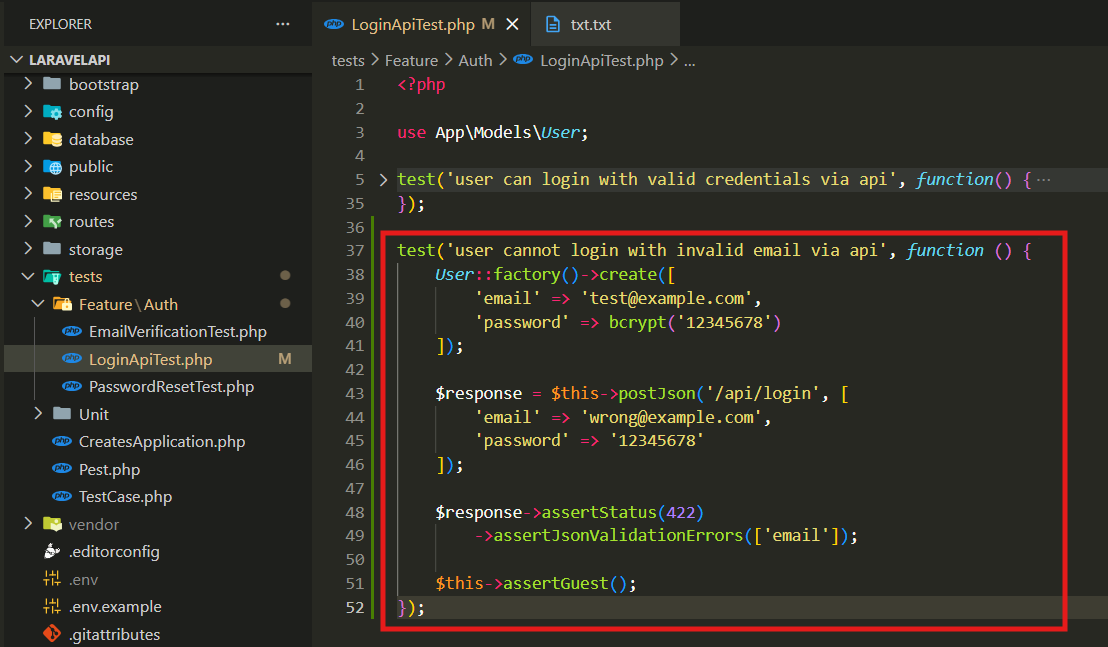 EXPLORER ...
LARAVELAPI
bootstrap
config
database
public
resources
routes
storage
tests
Feature\Auth
EmailVerificationTest.php
LoginApiTest.php M
PasswordResetTest.php
Unit
CreatesApplication.php
Pest.php
TestCase.php
vendor
.editorconfig
.env
.env.example
.gitattributes
php LoginApiTest.php M
txt.txt
tests > Feature > Auth > php LoginApiTest.php > ...
1 <?php
2
3 use App\Models\User;
4
5 test('user can login with valid credentials via api', function() { ...
35 });
36
37 test('user cannot login with invalid email via api', function () {
38 User::factory()->create([
39 'email' => 'test@example.com',
40 'password' => bcrypt('12345678')
41 ]);
42
43 $response = $this->postJson('/api/login', [
44 'email' => 'wrong@example.com',
45 'password' => '12345678'
46 ]);
47
48 $response->assertStatus(422)
49 ->assertJsonValidationErrors(['email']);
50
51 $this->assertGuest();
52 });